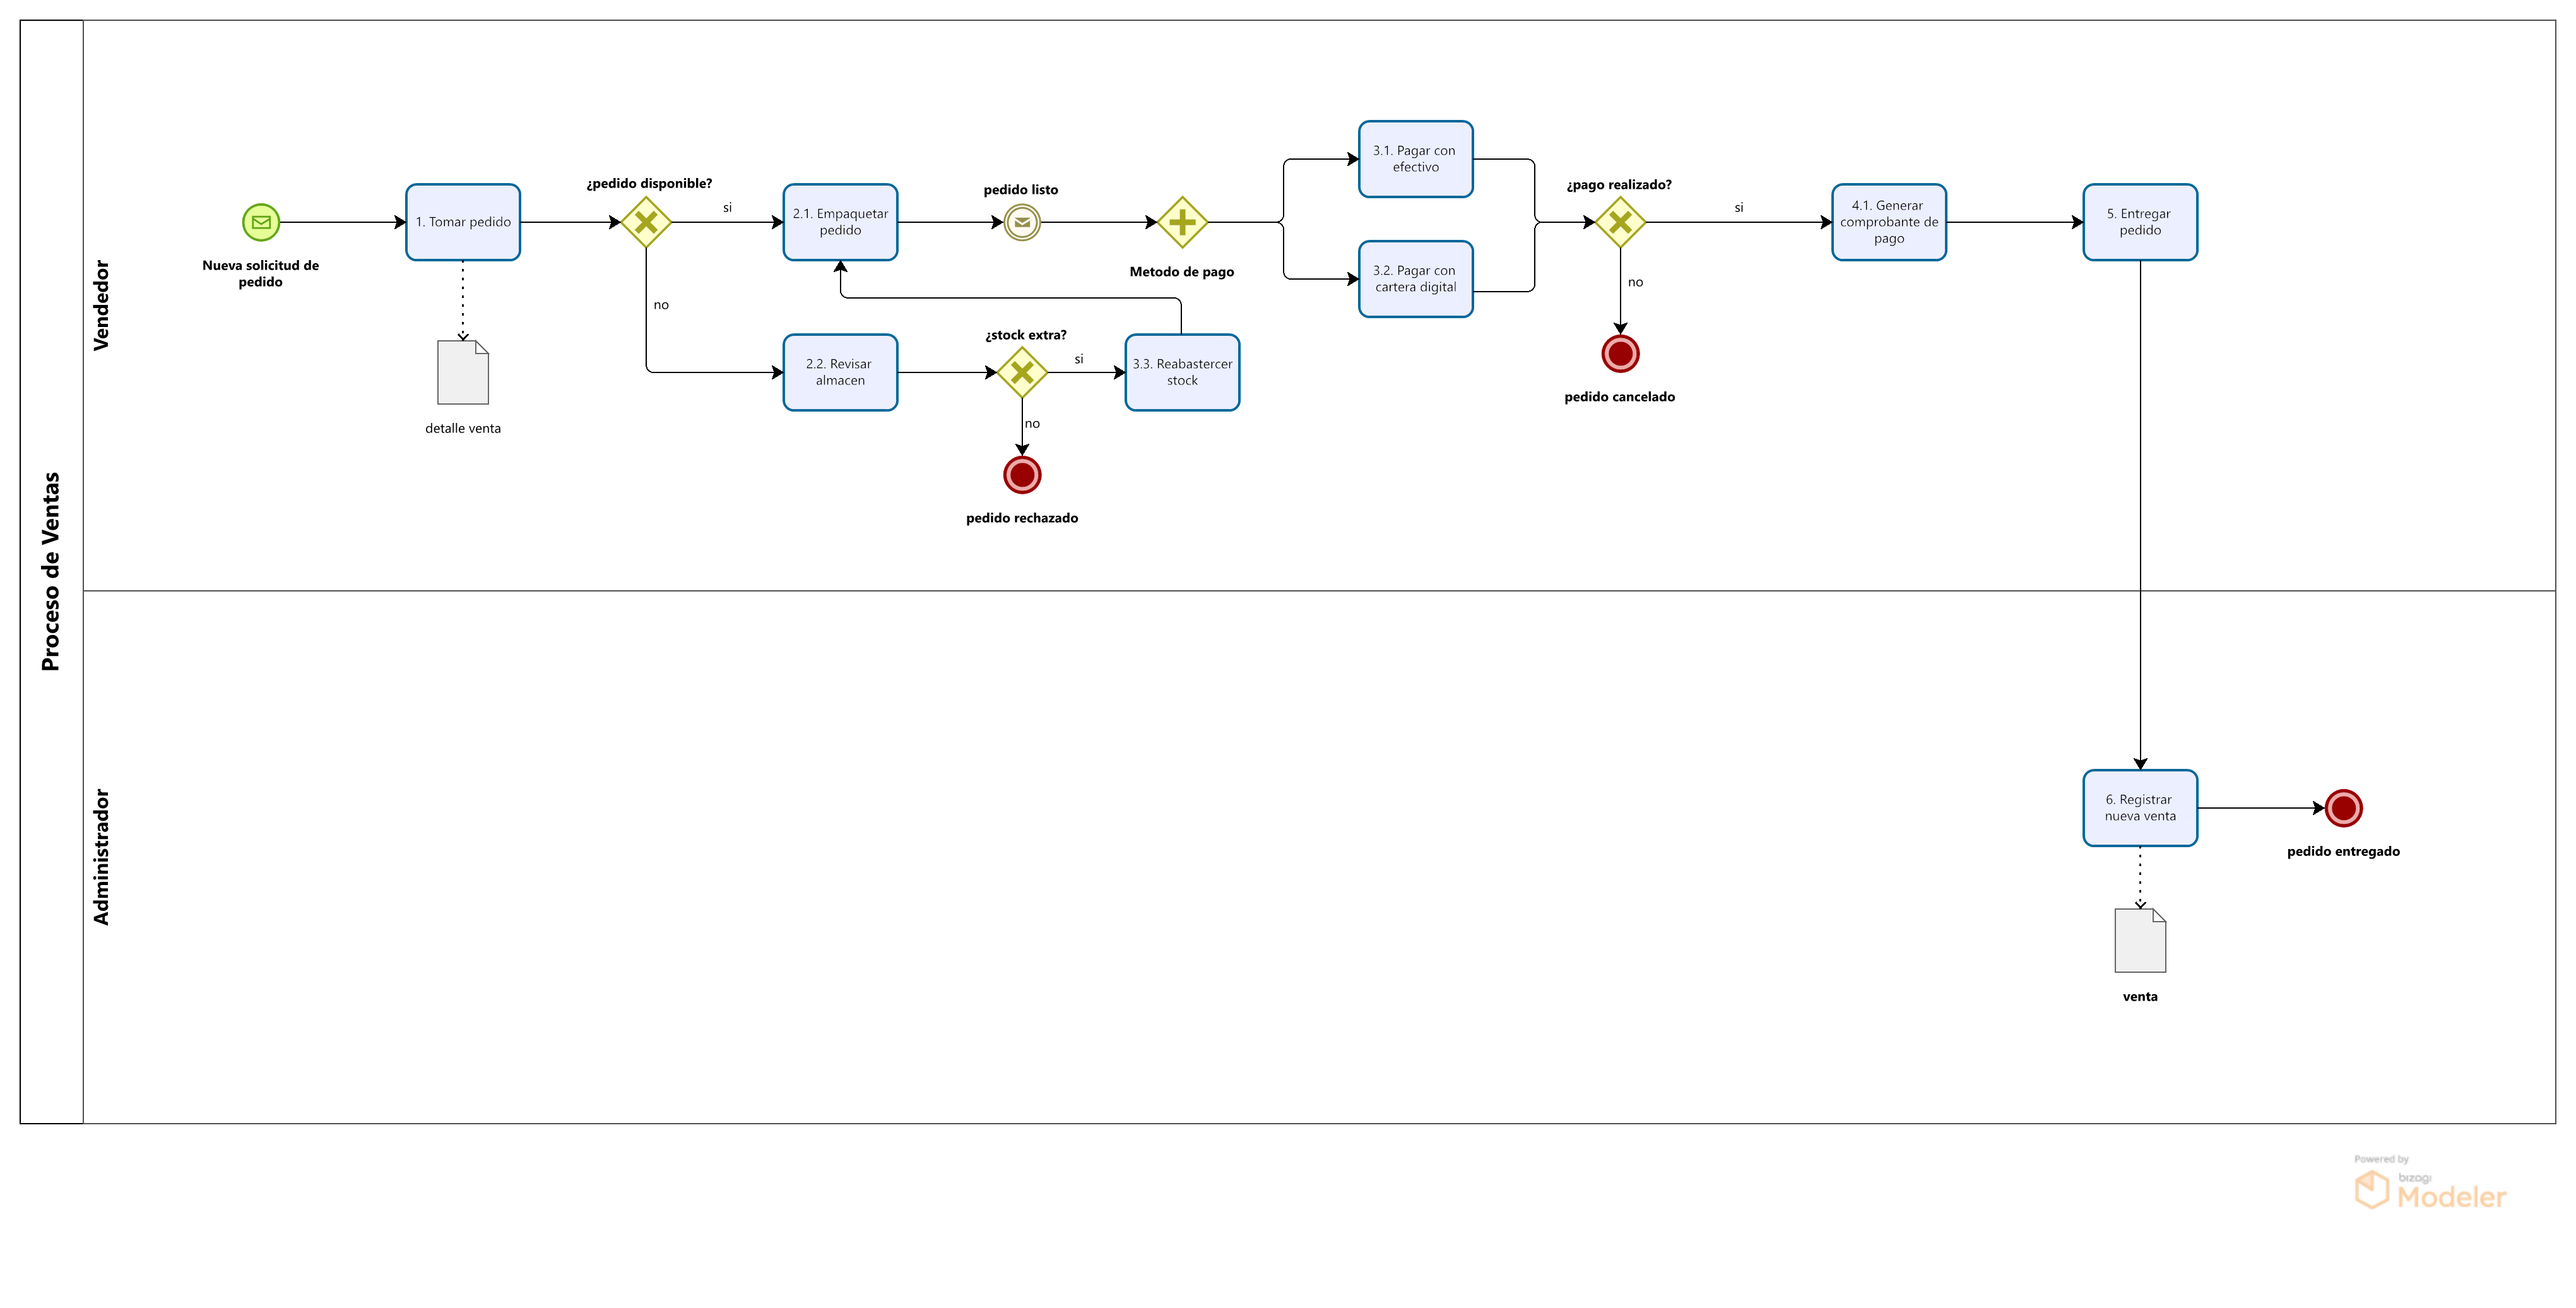 Proceso de Ventas
Vendedor
Nueva solicitud de
pedido
1. Tomar pedido
detalle venta
¿pedido disponible?
si
no
2.1. Empaquetar
pedido
2.2. Revisar
almacen
pedido listo
¿stock extra?
si
no
pedido rechazado
3.3. Reabastercer
stock
Metodo de pago
3.1. Pagar con
efectivo
3.2. Pagar con
cartera digital
¿pago realizado?
si
no
pedido cancelado
4.1. Generar
comprobante de
pago
5. Entregar
pedido
Administrador
6. Registrar
nueva venta
pedido entregado
venta
Powered by
bizagi
Modeler